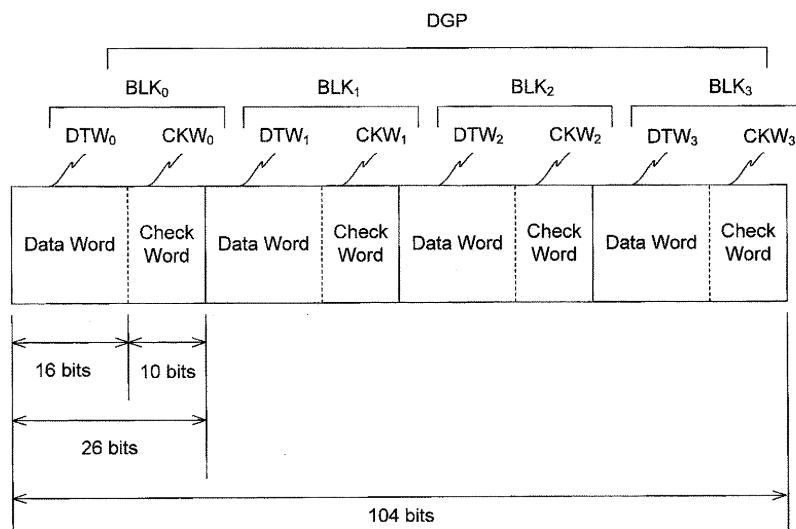 DGP
BLK₀ BLK₁ BLK₂ BLK₃
DTW₀ CKW₀ DTW₁ CKW₁ DTW₂ CKW₂ DTW₃ CKW₃
Data Word Check Word Data Word Check Word Data Word Check Word Data Word Check Word
16 bits 10 bits
26 bits
104 bits